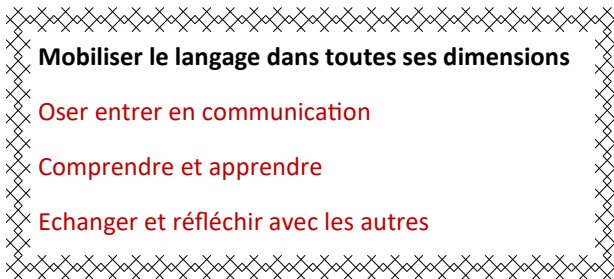 Mobiliser le langage dans toutes ses dimensions
Oser entrer en communication
Comprendre et apprendre
Echanger et réfléchir avec les autres